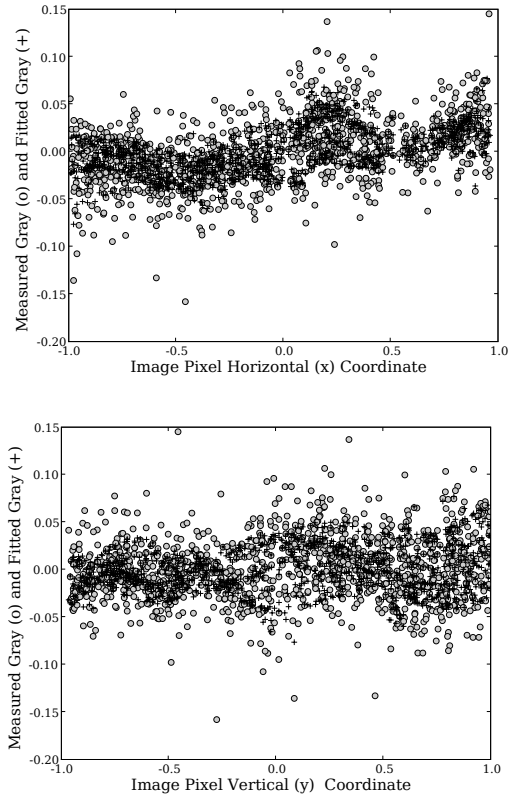 0.15
0.10
0.05
0.00
-0.05
-0.10
-0.15
-0.20
Measured Gray (o) and Fitted Gray (+)
-1.0 -0.5 0.0 0.5 1.0
Image Pixel Horizontal (x) Coordinate
0.15
0.10
0.05
0.00
-0.05
-0.10
-0.15
-0.20
Measured Gray (o) and Fitted Gray (+)
-1.0 -0.5 0.0 0.5 1.0
Image Pixel Vertical (y) Coordinate